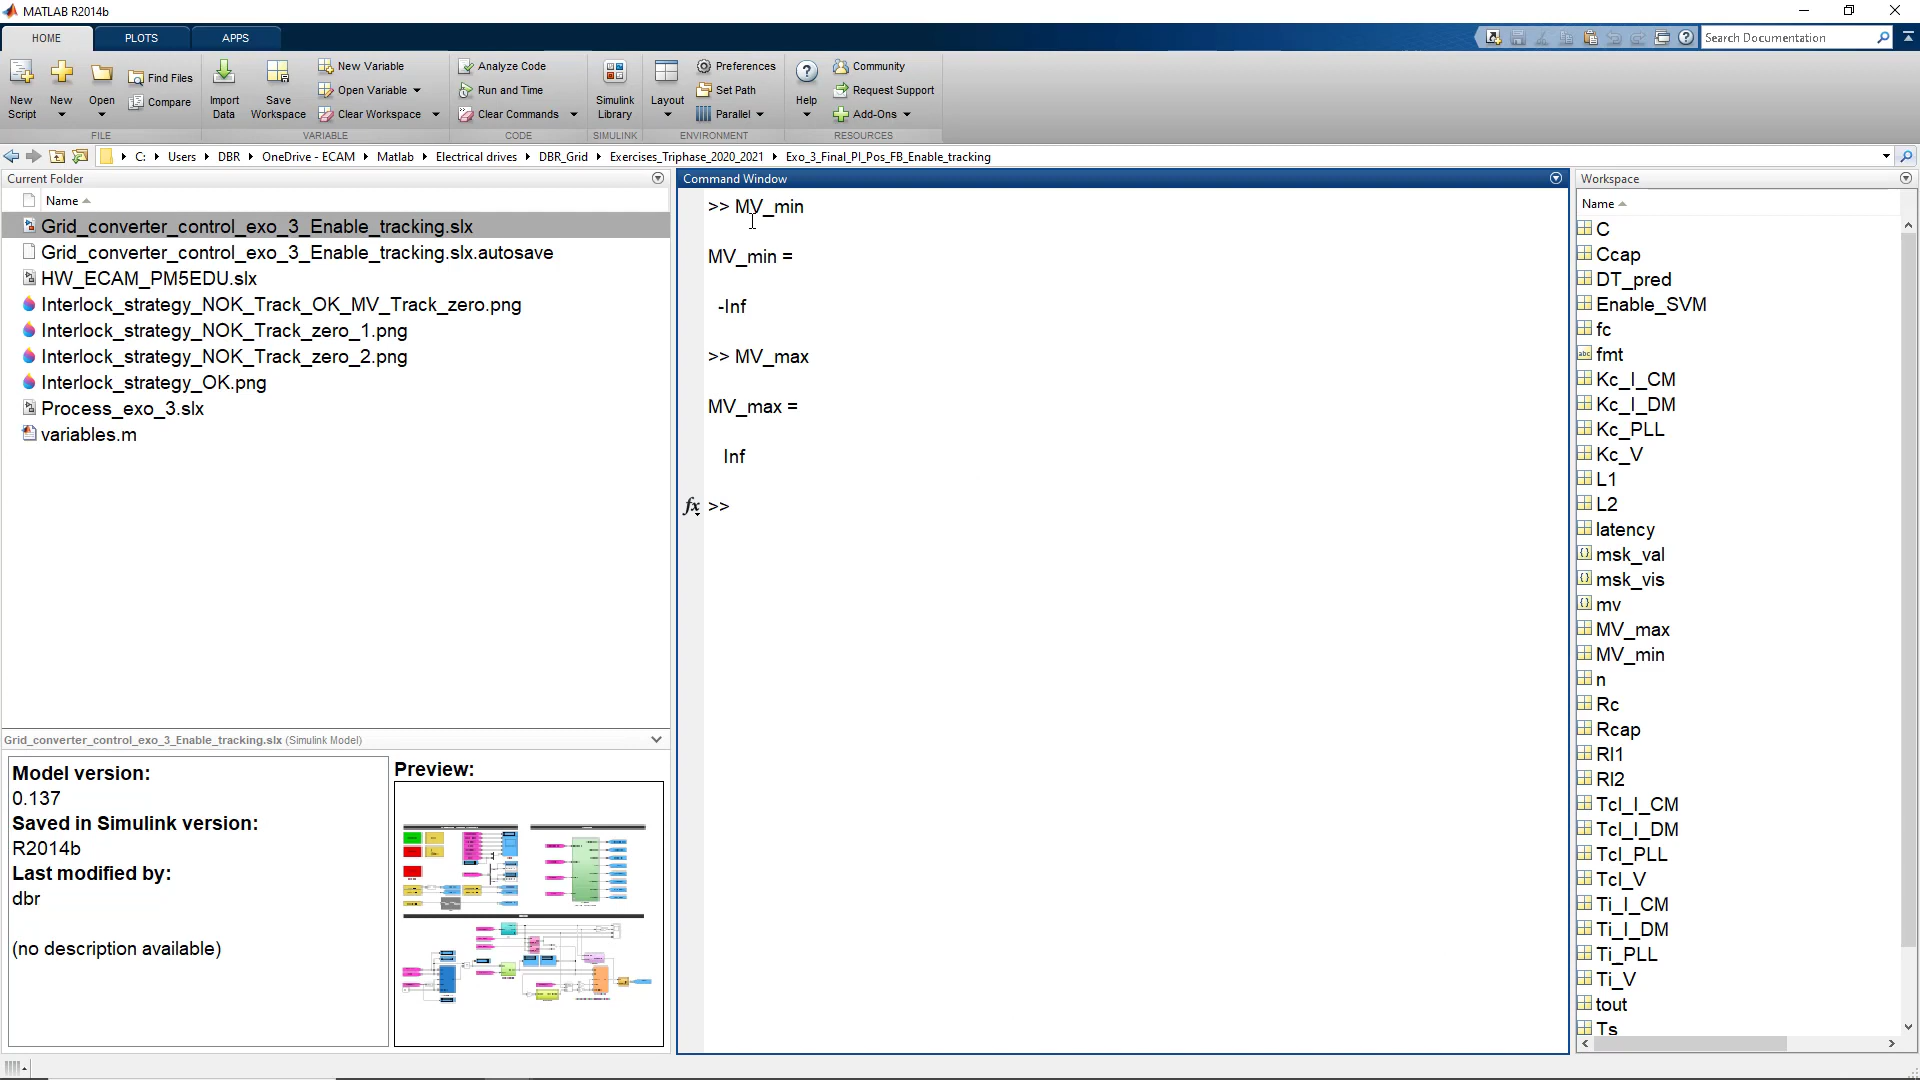 MATLAB R2014b
HOME
PLOTS
APPS
Search Documentation
New Script
New
Open
Find Files
Compare
Import Data
Save Workspace
New Variable
Open Variable
Clear Workspace
Analyze Code
Run and Time
Clear Commands
Simulink Library
Layout
Preferences
Set Path
Parallel
Help
Community
Request Support
Add-Ons
FILE
VARIABLE
CODE
SIMULINK
ENVIRONMENT
RESOURCES
C: Users DBR OneDrive - ECAM Matlab Electrical drives DBR_Grid Exercises_Triphase_2020_2021 Exo_3_Final_PI_Pos_FB_Enable_tracking
Current Folder
Name
Grid_converter_control_exo_3_Enable_tracking.slx
Grid_converter_control_exo_3_Enable_tracking.slx.autosave
HW_ECAM_PM5EDU.slx
Interlock_strategy_NOK_Track_OK_MV_Track_zero.png
Interlock_strategy_NOK_Track_zero_1.png
Interlock_strategy_NOK_Track_zero_2.png
Interlock_strategy_OK.png
Process_exo_3.slx
variables.m
Grid_converter_control_exo_3_Enable_tracking.slx (Simulink Model)
Model version:
0.137
Saved in Simulink version:
R2014b
Last modified by:
dbr
(no description available)
Preview:
Command Window
>> MV_min
MV_min =
-Inf
>> MV_max
MV_max =
Inf
fx >>
Workspace
Name
C
Ccap
DT_pred
Enable_SVM
fc
abc fmt
Kc_I_CM
Kc_I_DM
Kc_PLL
Kc_V
L1
L2
latency
{} msk_val
{} msk_vis
{} mv
MV_max
MV_min
n
Rc
Rcap
Rl1
Rl2
Tcl_I_CM
Tcl_I_DM
Tcl_PLL
Tcl_V
Ti_I_CM
Ti_I_DM
Ti_PLL
Ti_V
tout
Ts